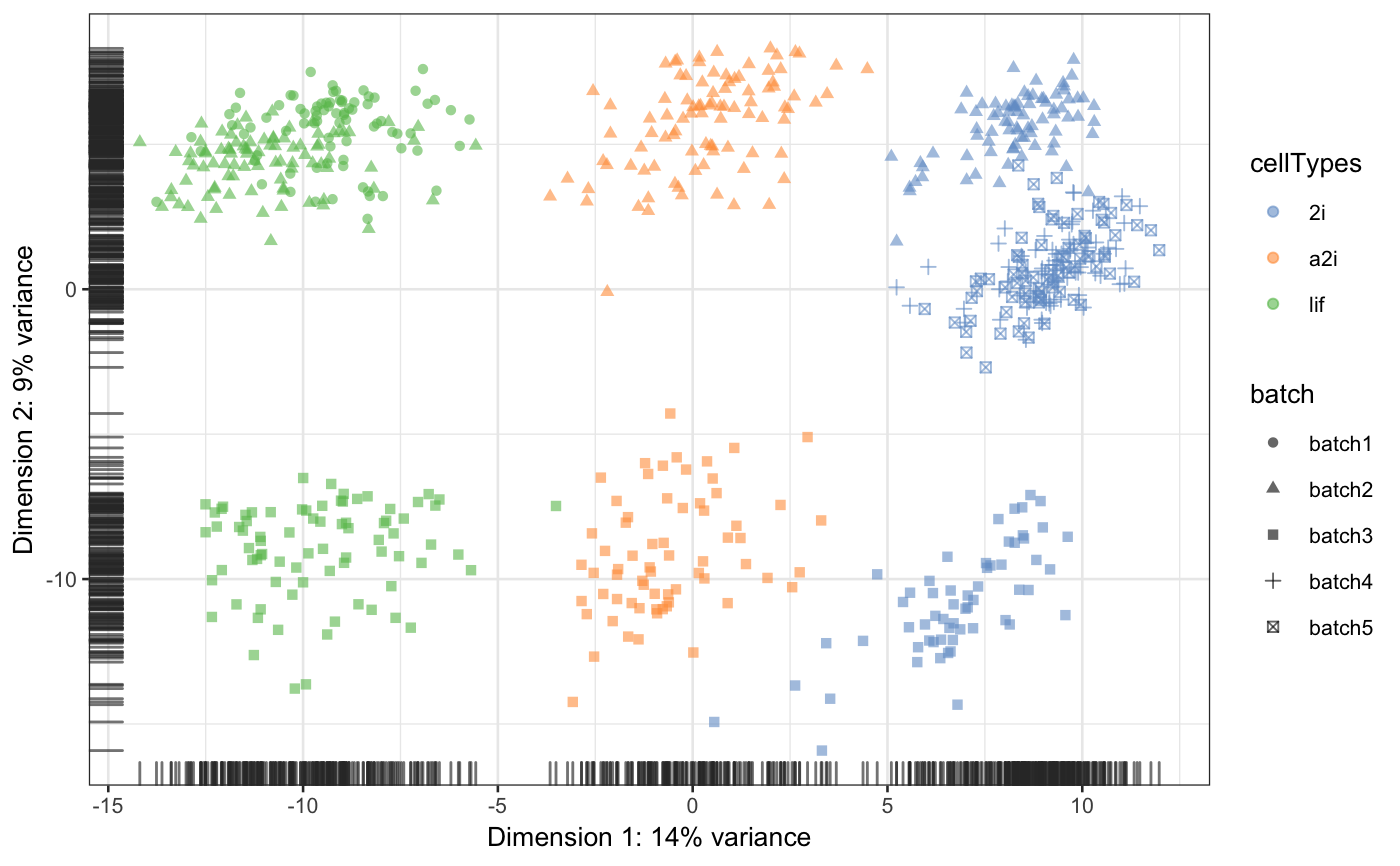 Dimension 2: 9% variance
0
-10
-15
-10
-5
0
5
10
Dimension 1: 14% variance
cellTypes
2i
a2i
lif
batch
batch1
batch2
batch3
batch4
batch5